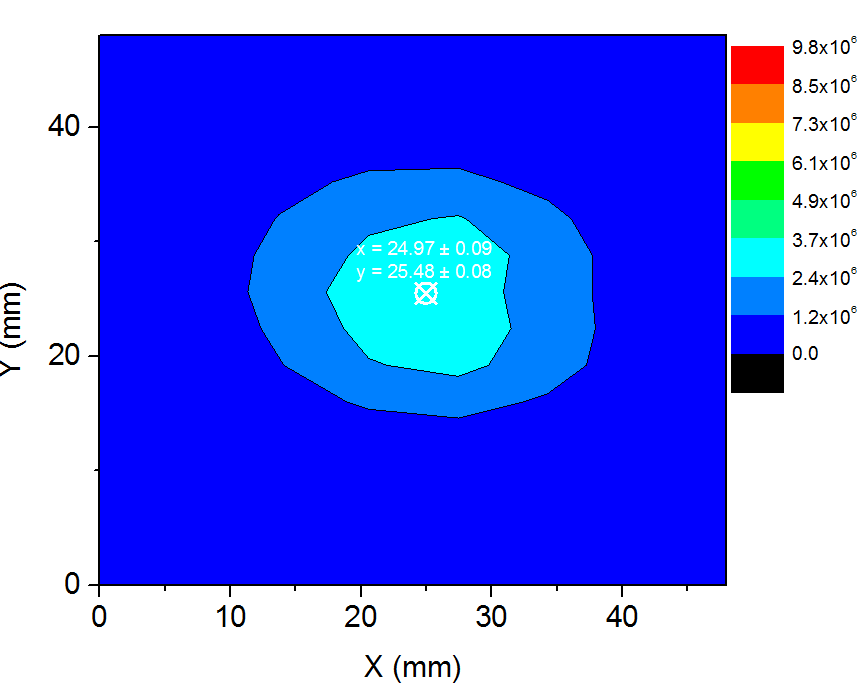 9.8x10⁶
8.5x10⁶
7.3x10⁶
6.1x10⁶
4.9x10⁶
3.7x10⁶
2.4x10⁶
1.2x10⁶
0.0
40
20
0
Y (mm)
x = 24.97 ± 0.09
y = 25.48 ± 0.08
0 10 20 30 40
X (mm)